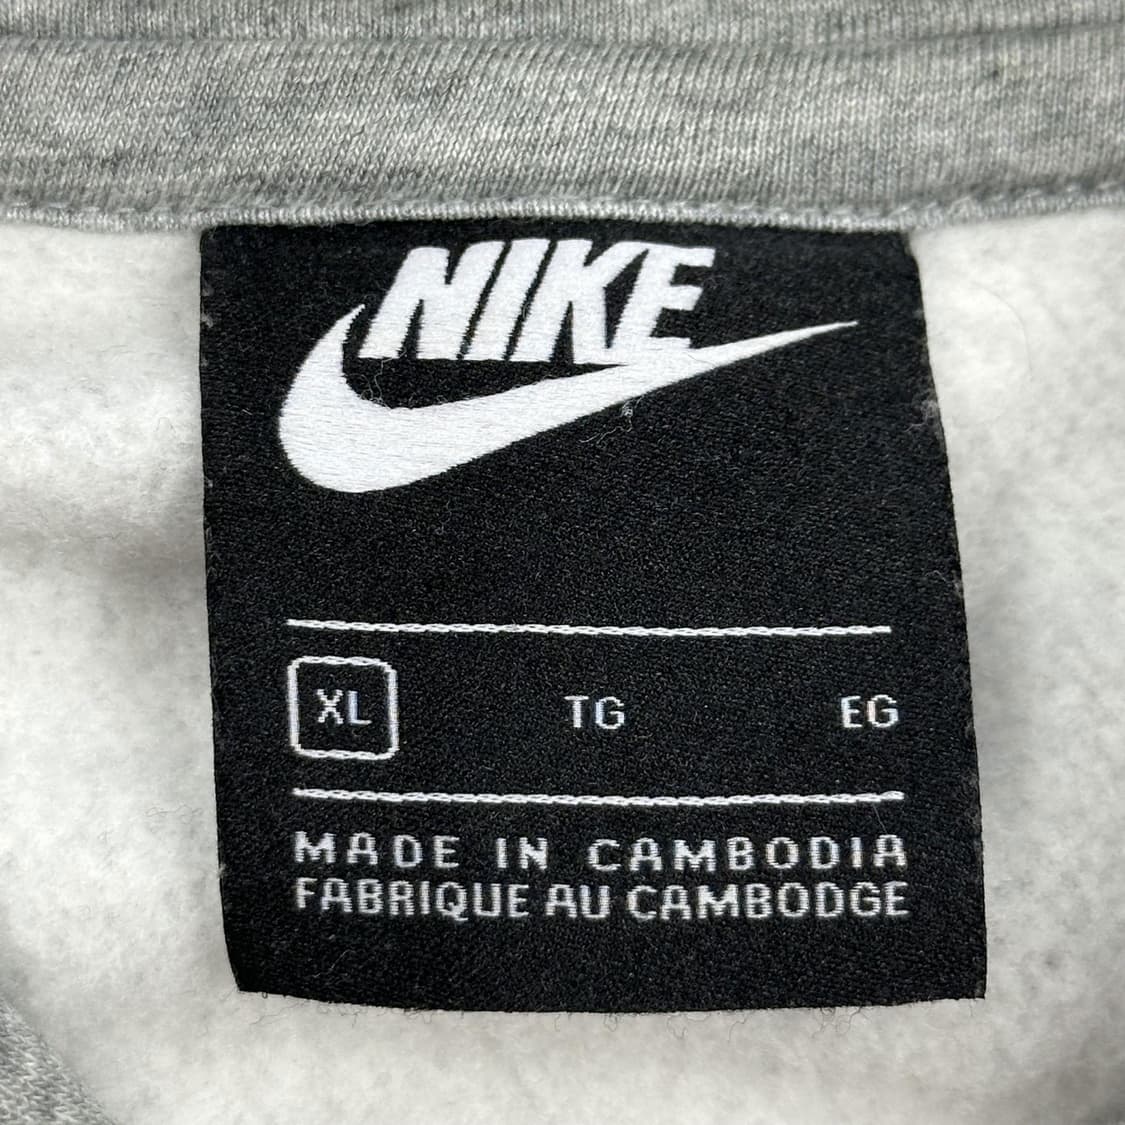 NIKE
XL TG EG
MADE IN CAMBODIA
FABRIQUE AU CAMBODGE